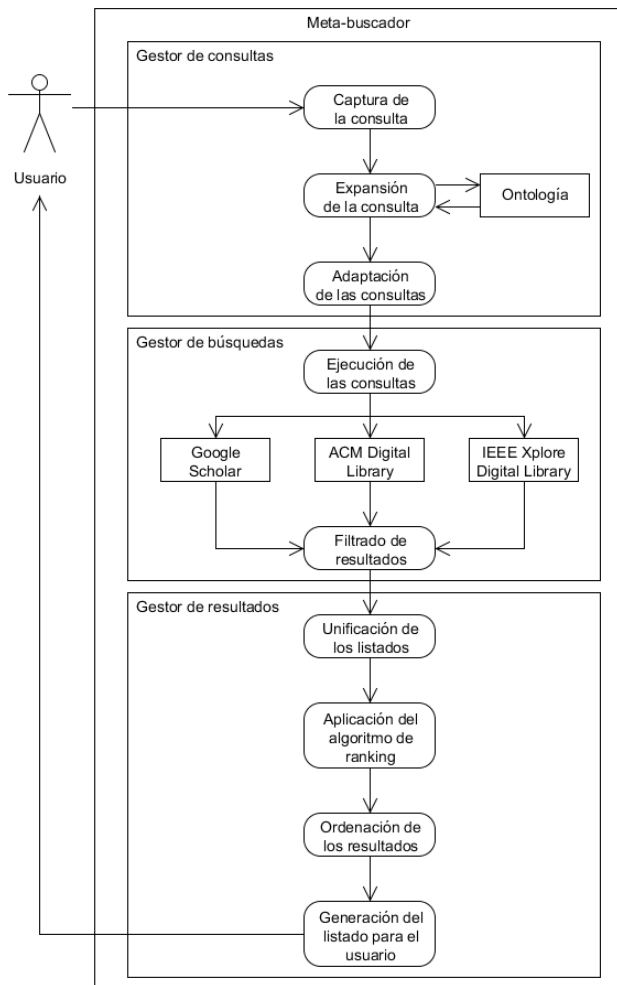 Meta-buscador
Gestor de consultas
Captura de
la consulta
Usuario
Expansión
de la consulta
Ontología
Adaptación
de las consultas
Gestor de búsquedas
Ejecución de
las consultas
Google
Scholar
ACM Digital
Library
IEEE Xplore
Digital Library
Filtrado de
resultados
Gestor de resultados
Unificación de
los listados
Aplicación del
algoritmo de
ranking
Ordenación de
los resultados
Generación del
listado para el
usuario